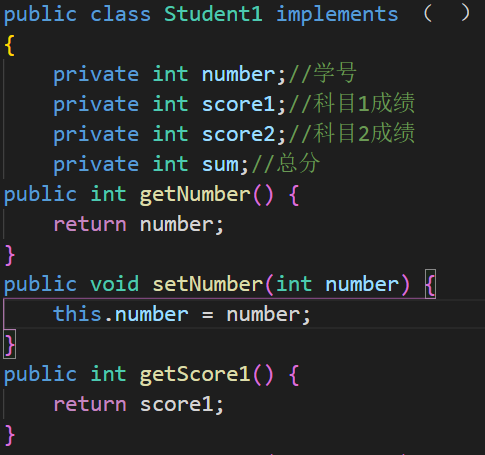 public class Student1 implements （  ）
{
    private int number;//学号
    private int score1;//科目1成绩
    private int score2;//科目2成绩
    private int sum;//总分
public int getNumber() {
    return number;
}
public void setNumber(int number) {
    this.number = number;
}
public int getScore1() {
    return score1;
}